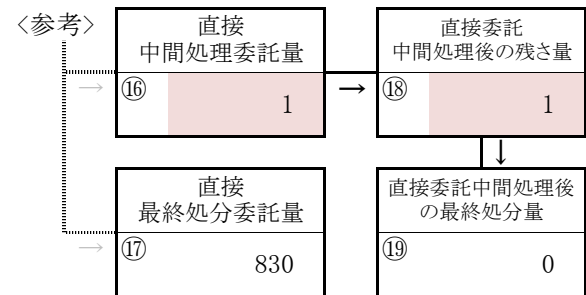 〈参考〉
直接
中間処理委託量
⑯
1
→
→
直接委託
中間処理後の残さ量
⑱
1
↓
直接
最終処分委託量
→
⑰
830
直接委託中間処理後
の最終処分量
⑲
0